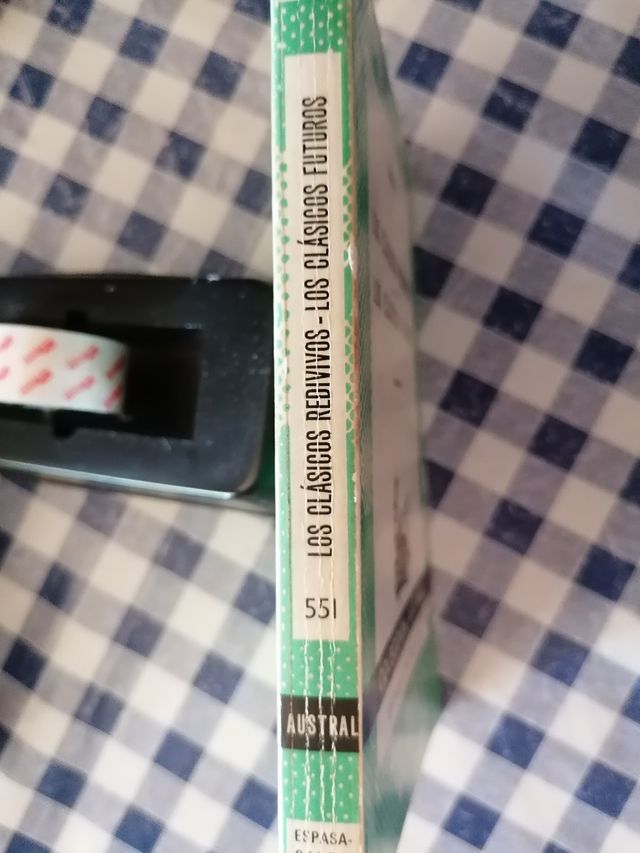 LOS CLÁSICOS REDIVIVOS - LOS CLÁSICOS FUTUROS
551
AUSTRAL
ESPASA-